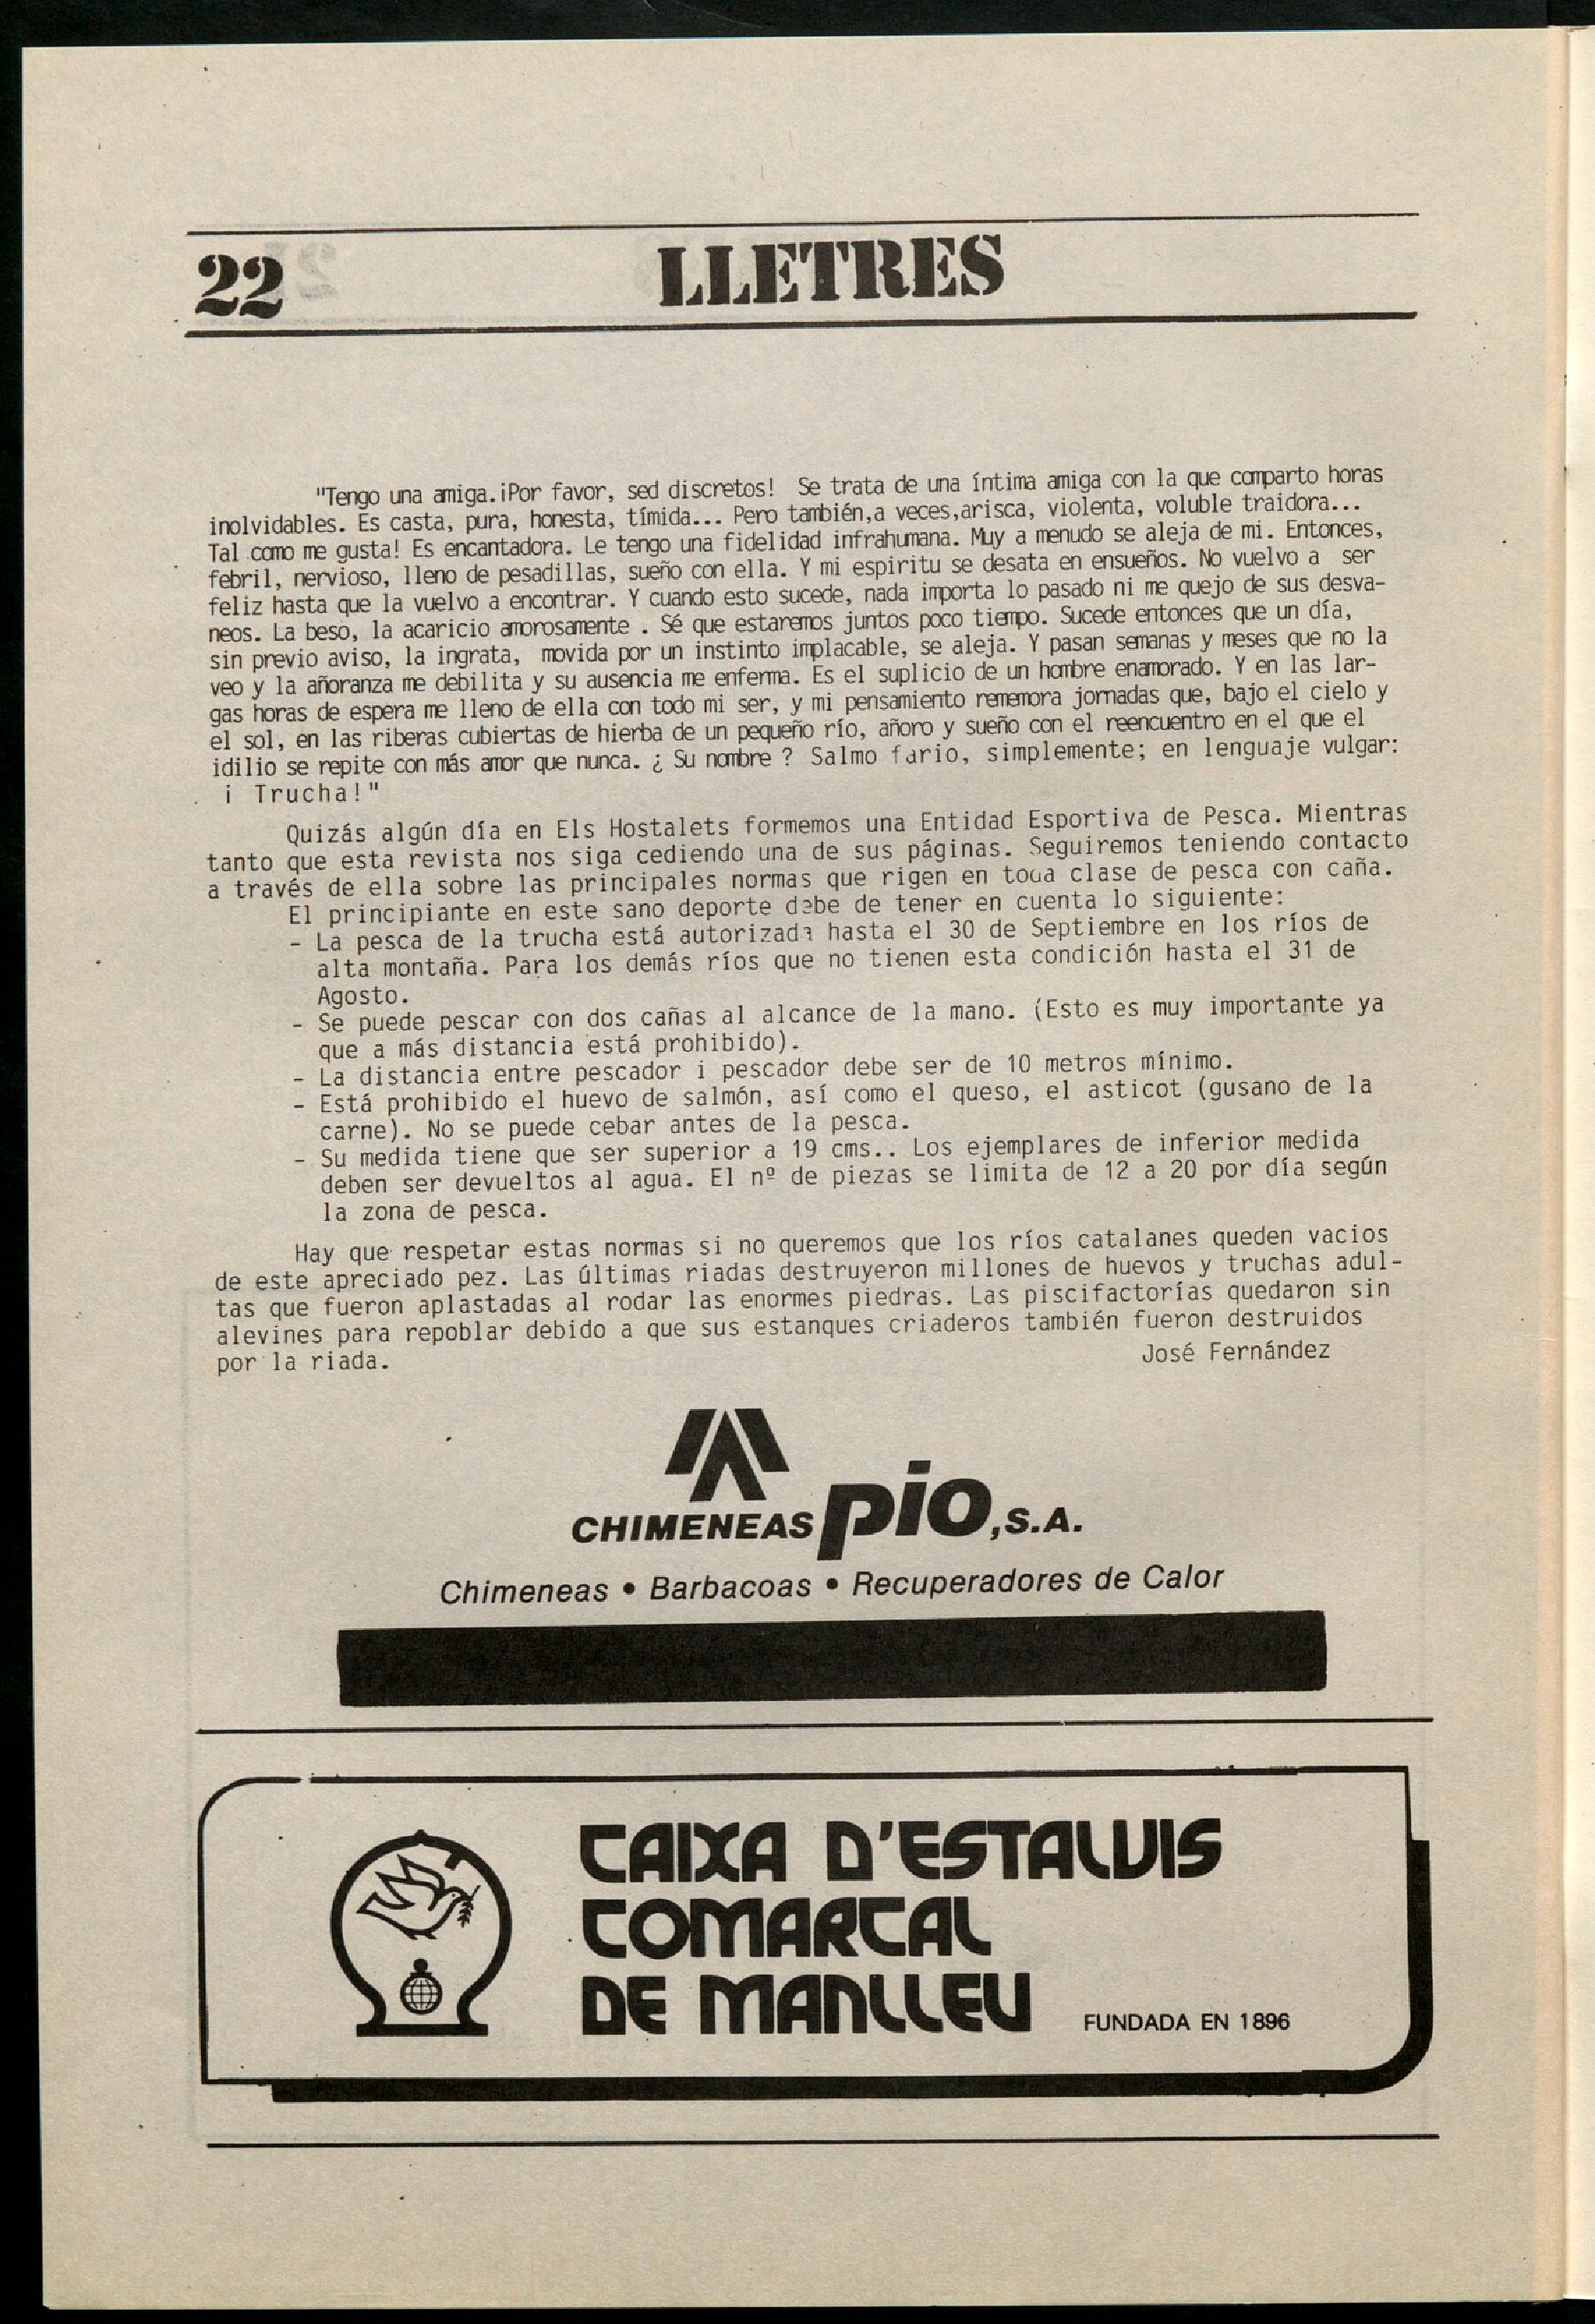 22
LLETRES
"Tengo una amiga.¡Por favor, sed discretos! Se trata de una íntima amiga con la que comparto horas
inolvidables. Es casta, pura, honesta, tímida... Pero también,a veces,arisca, violenta, voluble traidora...
Tal como me gusta! Es encantadora. Le tengo una fidelidad infrahumana. Muy a menudo se aleja de mi. Entonces,
febril, nervioso, lleno de pesadillas, sueño con ella. Y mi espiritu se desata en ensueños. No vuelvo a ser
feliz hasta que la vuelvo a encontrar. Y cuando esto sucede, nada importa lo pasado ni me quejo de sus desva-
neos. La beso, la acaricio amorosamente . Sé que estaremos juntos poco tiempo. Sucede entonces que un día,
sin previo aviso, la ingrata, movida por un instinto implacable, se aleja. Y pasan semanas y meses que no la
veo y la añoranza me debilita y su ausencia me enferma. Es el suplicio de un hombre enamorado. Y en las lar-
gas horas de espera me lleno de ella con todo mi ser, y mi pensamiento rememora jornadas que, bajo el cielo y
el sol, en las riberas cubiertas de hierba de un pequeño río, añoro y sueño con el reencuentro en el que el
idilio se repite con más amor que nunca. ¿ Su nombre ? Salmo fario, simplemente; en lenguaje vulgar:
¡ Trucha!"
Quizás algún día en Els Hostalets formemos una Entidad Esportiva de Pesca. Mientras
tanto que esta revista nos siga cediendo una de sus páginas. Seguiremos teniendo contacto
a través de ella sobre las principales normas que rigen en toda clase de pesca con caña.
El principiante en este sano deporte debe de tener en cuenta lo siguiente:
- La pesca de la trucha está autorizada hasta el 30 de Septiembre en los ríos de
alta montaña. Para los demás ríos que no tienen esta condición hasta el 31 de
Agosto.
- Se puede pescar con dos cañas al alcance de la mano. (Esto es muy importante ya
que a más distancia está prohibido).
- La distancia entre pescador i pescador debe ser de 10 metros mínimo.
- Está prohibido el huevo de salmón, así como el queso, el asticot (gusano de la
carne). No se puede cebar antes de la pesca.
- Su medida tiene que ser superior a 19 cms.. Los ejemplares de inferior medida
deben ser devueltos al agua. El nº de piezas se limita de 12 a 20 por día según
la zona de pesca.
Hay que respetar estas normas si no queremos que los ríos catalanes queden vacios
de este apreciado pez. Las últimas riadas destruyeron millones de huevos y truchas adul-
tas que fueron aplastadas al rodar las enormes piedras. Las piscifactorías quedaron sin
alevines para repoblar debido a que sus estanques criaderos también fueron destruidos
por la riada.
José Fernández
CHIMENEAS pio,S.A.
Chimeneas • Barbacoas • Recuperadores de Calor
CAIXA D'ESTALVIS
COMARCAL
DE MANLLEU
FUNDADA EN 1896